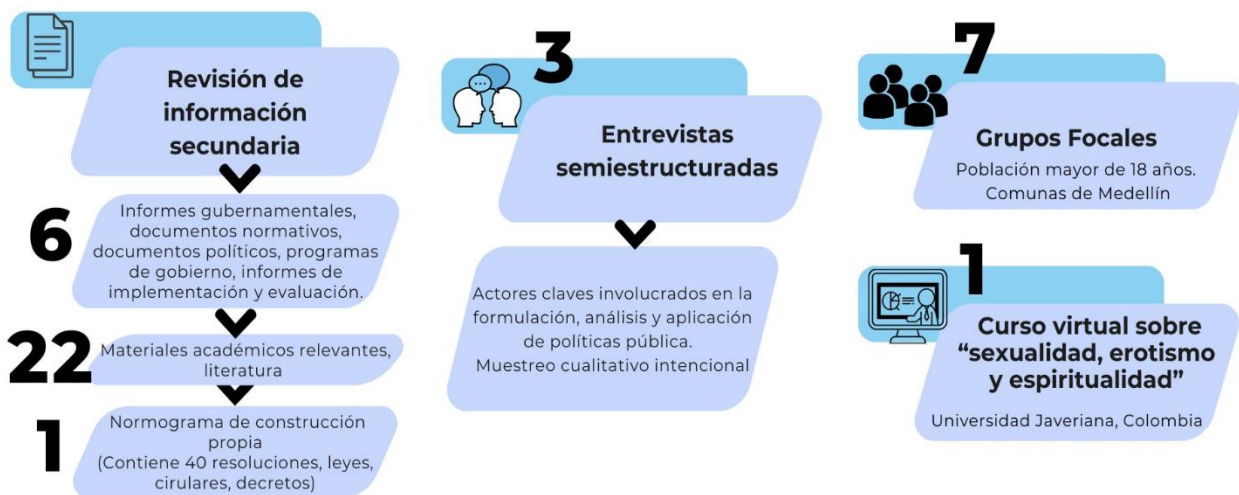 Revisión de
información
secundaria
6
Informes gubernamentales,
documentos normativos,
documentos políticos, programas
de gobierno, informes de
implementación y evaluación.
22
Materiales académicos relevantes,
literatura
1
Normograma de construcción
propia
(Contiene 40 resoluciones, leyes,
cirulares, decretos)
3
Entrevistas
semiestructuradas
Actores claves involucrados en la
formulación, análisis y aplicación
de políticas pública.
Muestreo cualitativo intencional
7
Grupos Focales
Población mayor de 18 años.
Comunas de Medellín
1
Curso virtual sobre
“sexualidad, erotismo
y espiritualidad”
Universidad Javeriana, Colombia